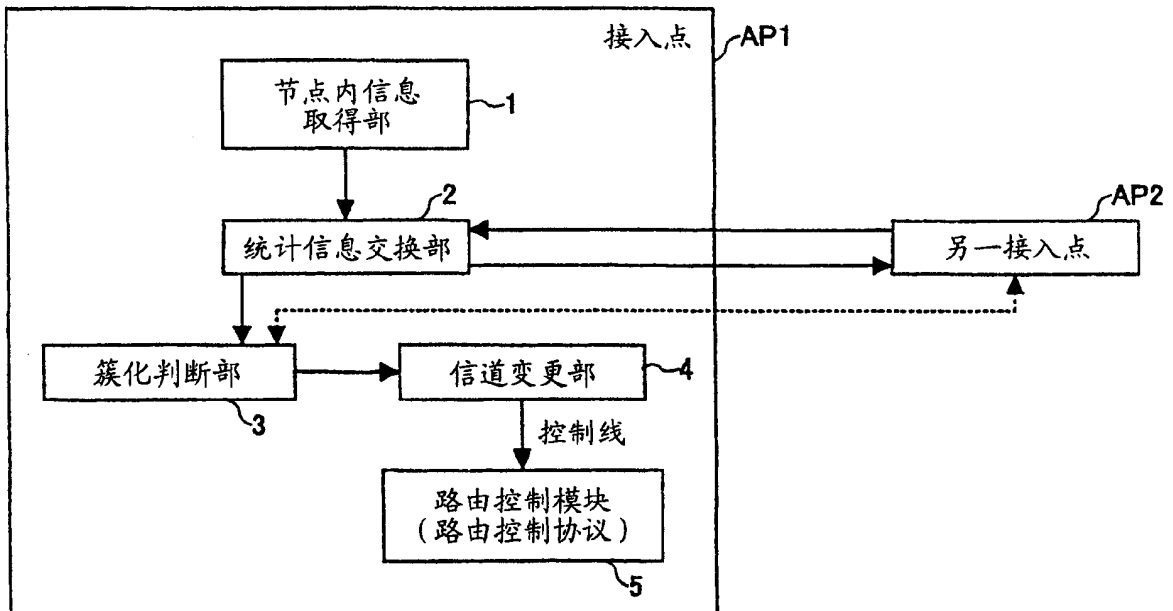 接入点
AP1
节点内信息
取得部
1
2
AP2
统计信息交换部
另一接入点
簇化判断部
3
信道变更部
4
控制线
路由控制模块
（路由控制协议）
5